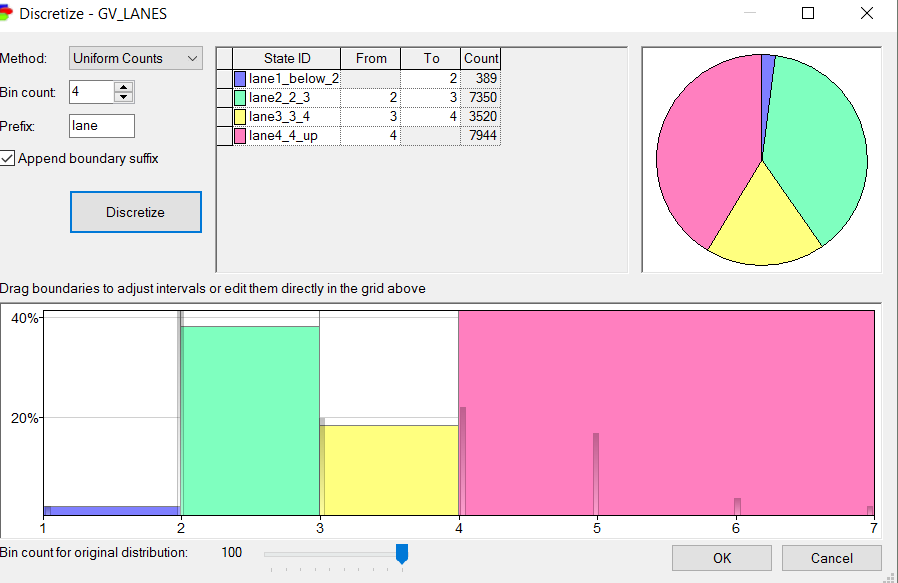 Discretize - GV_LANES
Method: Uniform Counts
Bin count: 4
Prefix: lane
Append boundary suffix
Discretize
State ID From To Count
lane1_below_2 2 389
lane2_2_3 2 3 7350
lane3_3_4 3 4 3520
lane4_4_up 4 7944
Drag boundaries to adjust intervals or edit them directly in the grid above
40%
20%
1 2 3 4 5 6 7
Bin count for original distribution: 100
OK Cancel